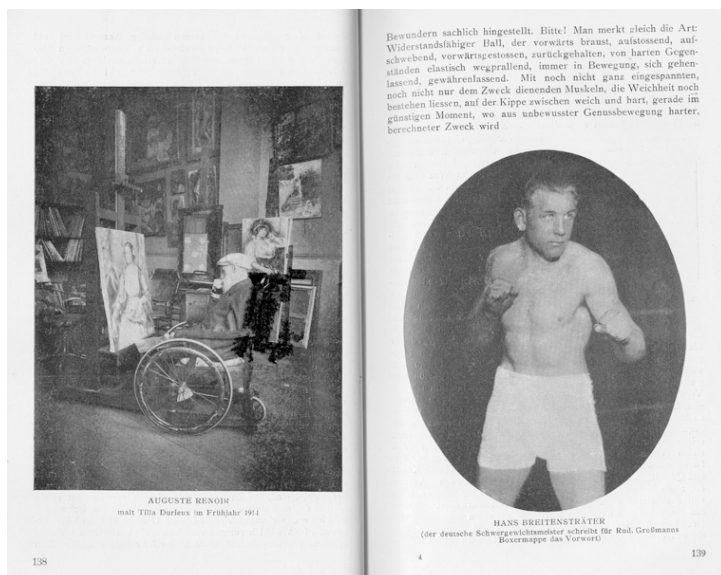 AUGUSTE RENOIR
malt Tilla Durieux im Frühjahr 1914
138
Bewundern sachlich hingestellt. Bitte! Man merkt gleich die Art:
Widerstandsfähiger Ball, der vorwärts braust, aufstossend, auf-
schwebend, vorwärtsgestossen, zurückgehalten, von harten Gegen-
ständen elastisch wegprallend, immer in Bewegung, sich gehen-
lassend, gewährenlassend. Mit noch nicht ganz eingespannten,
noch nicht nur dem Zweck dienenden Muskeln, die Weichheit noch
bestehen liessen, auf der Kippe zwischen weich und hart, gerade im
günstigen Moment, wo aus unbewusster Genussbewegung harter,
berechneter Zweck wird
HANS BREITENSTRÄTER
(der deutsche Schwergewichtsmeister schreibt für Rud. Großmanns
Boxermappe das Vorwort)
4
139